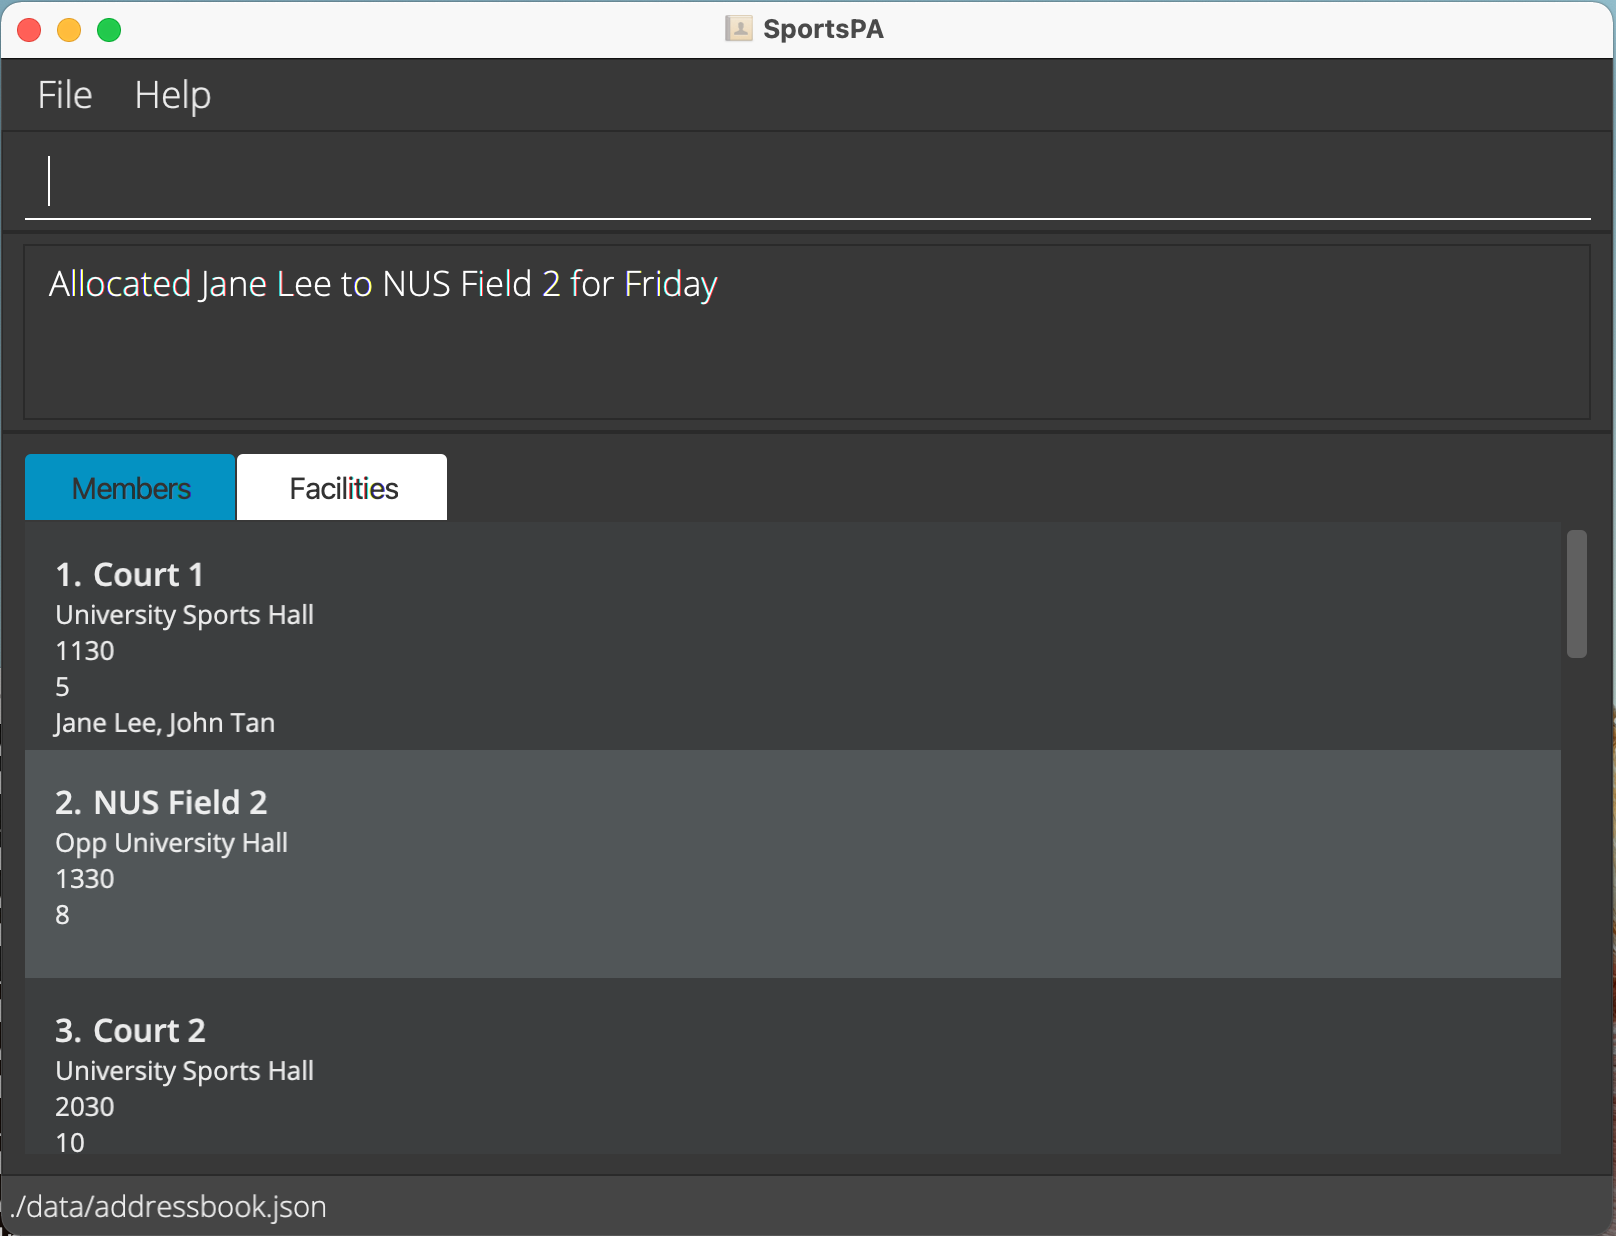 SportsPA
File Help
Allocated Jane Lee to NUS Field 2 for Friday
Members Facilities
1. Court 1
University Sports Hall
1130
5
Jane Lee, John Tan
2. NUS Field 2
Opp University Hall
1330
8
3. Court 2
University Sports Hall
2030
10
./data/addressbook.json